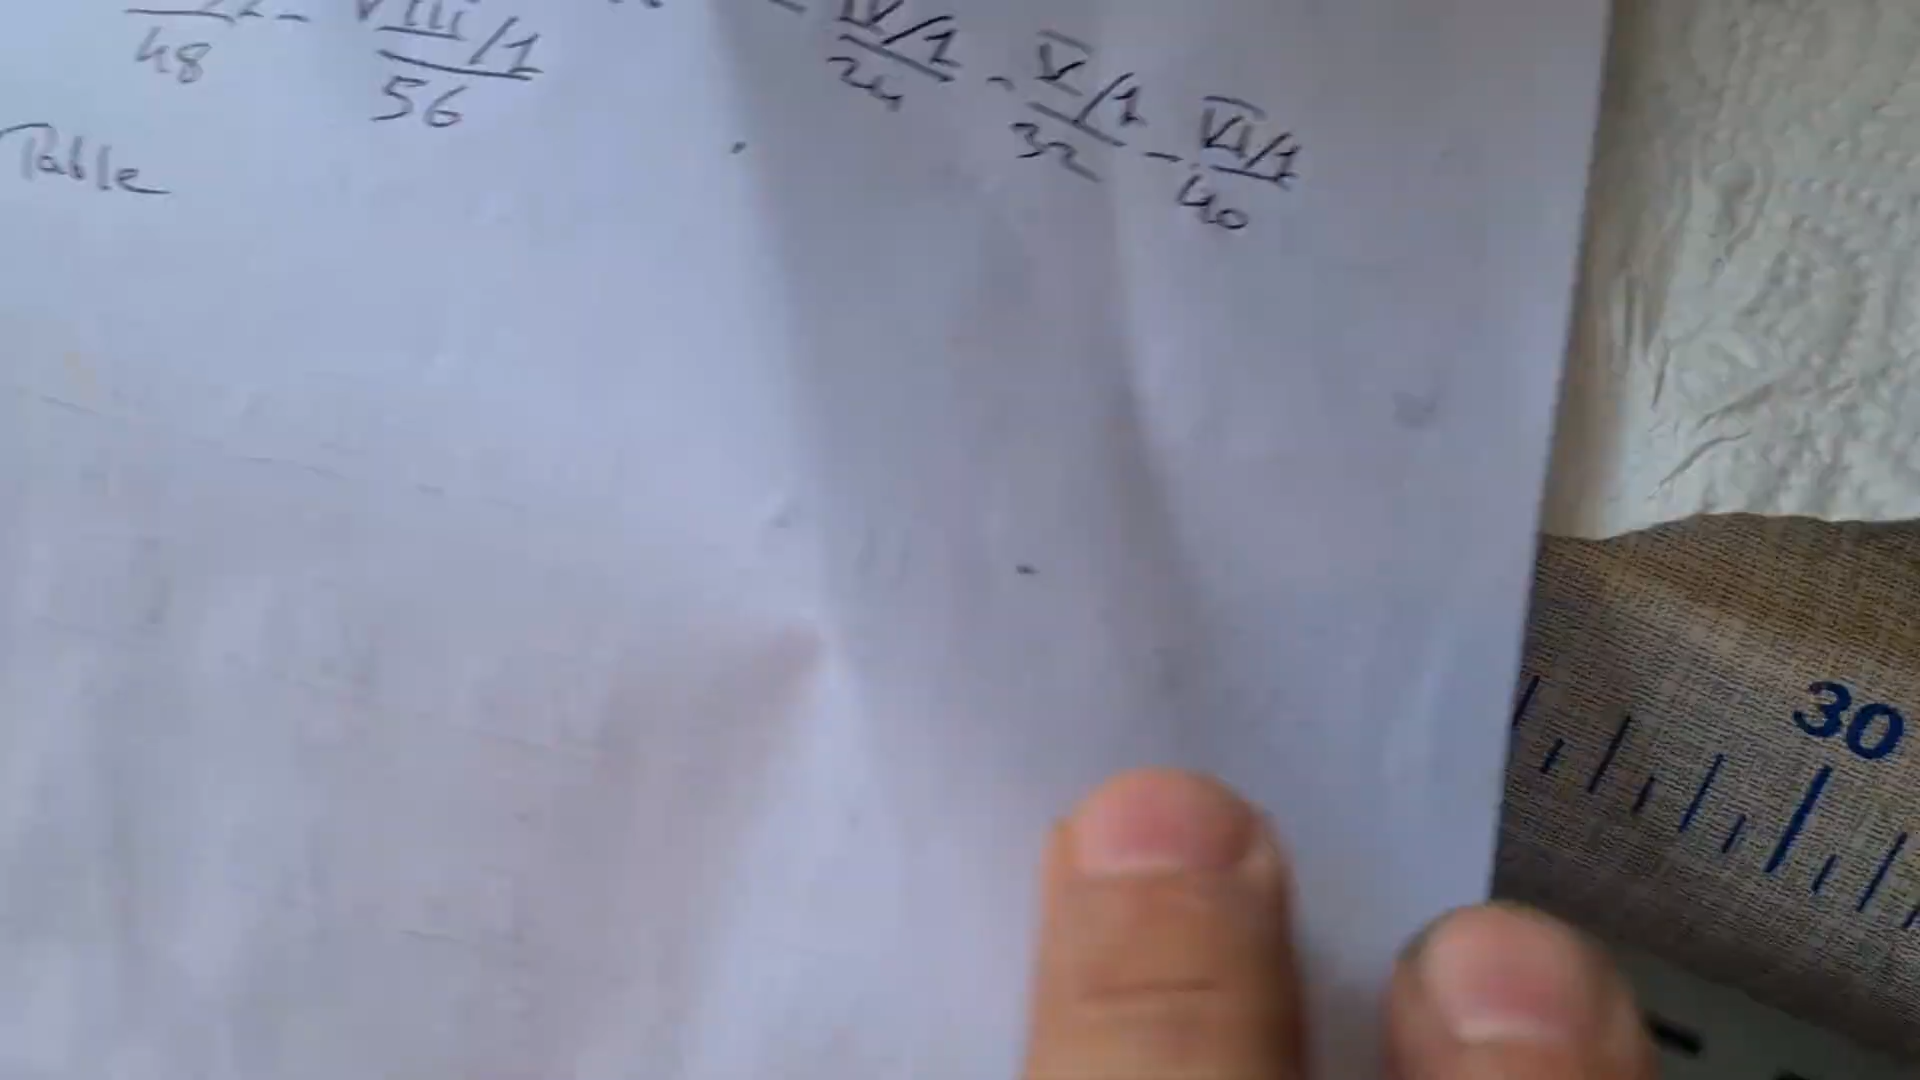 IV/1 - V/1 - VI/1
24 32 40
VIII/1
48 - 56
Table
30